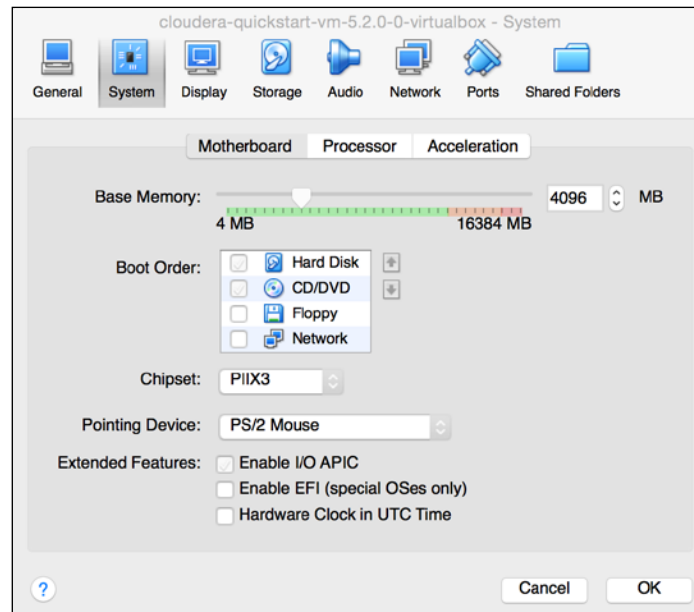 cloudera-quickstart-vm-5.2.0-0-virtualbox - System
General System Display Storage Audio Network Ports Shared Folders
Motherboard Processor Acceleration
Base Memory: 4096 MB
4 MB 16384 MB
Boot Order: Hard Disk
CD/DVD
Floppy
Network
Chipset: PIIX3
Pointing Device: PS/2 Mouse
Extended Features: Enable I/O APIC
Enable EFI (special OSes only)
Hardware Clock in UTC Time
? Cancel OK